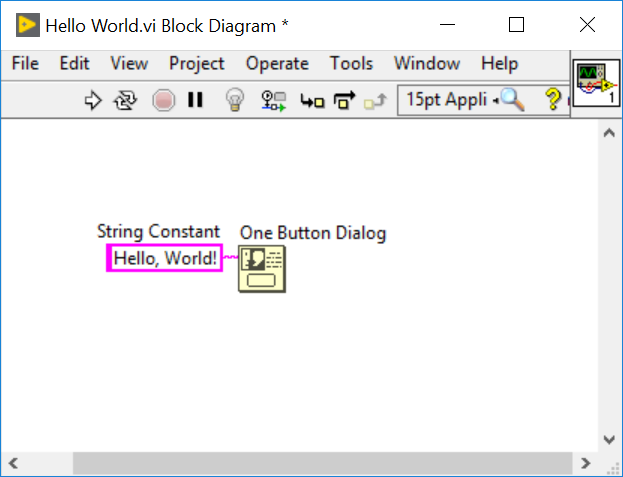 Hello World.vi Block Diagram *
File Edit View Project Operate Tools Window Help
15pt Appli
1
String Constant One Button Dialog
Hello, World!